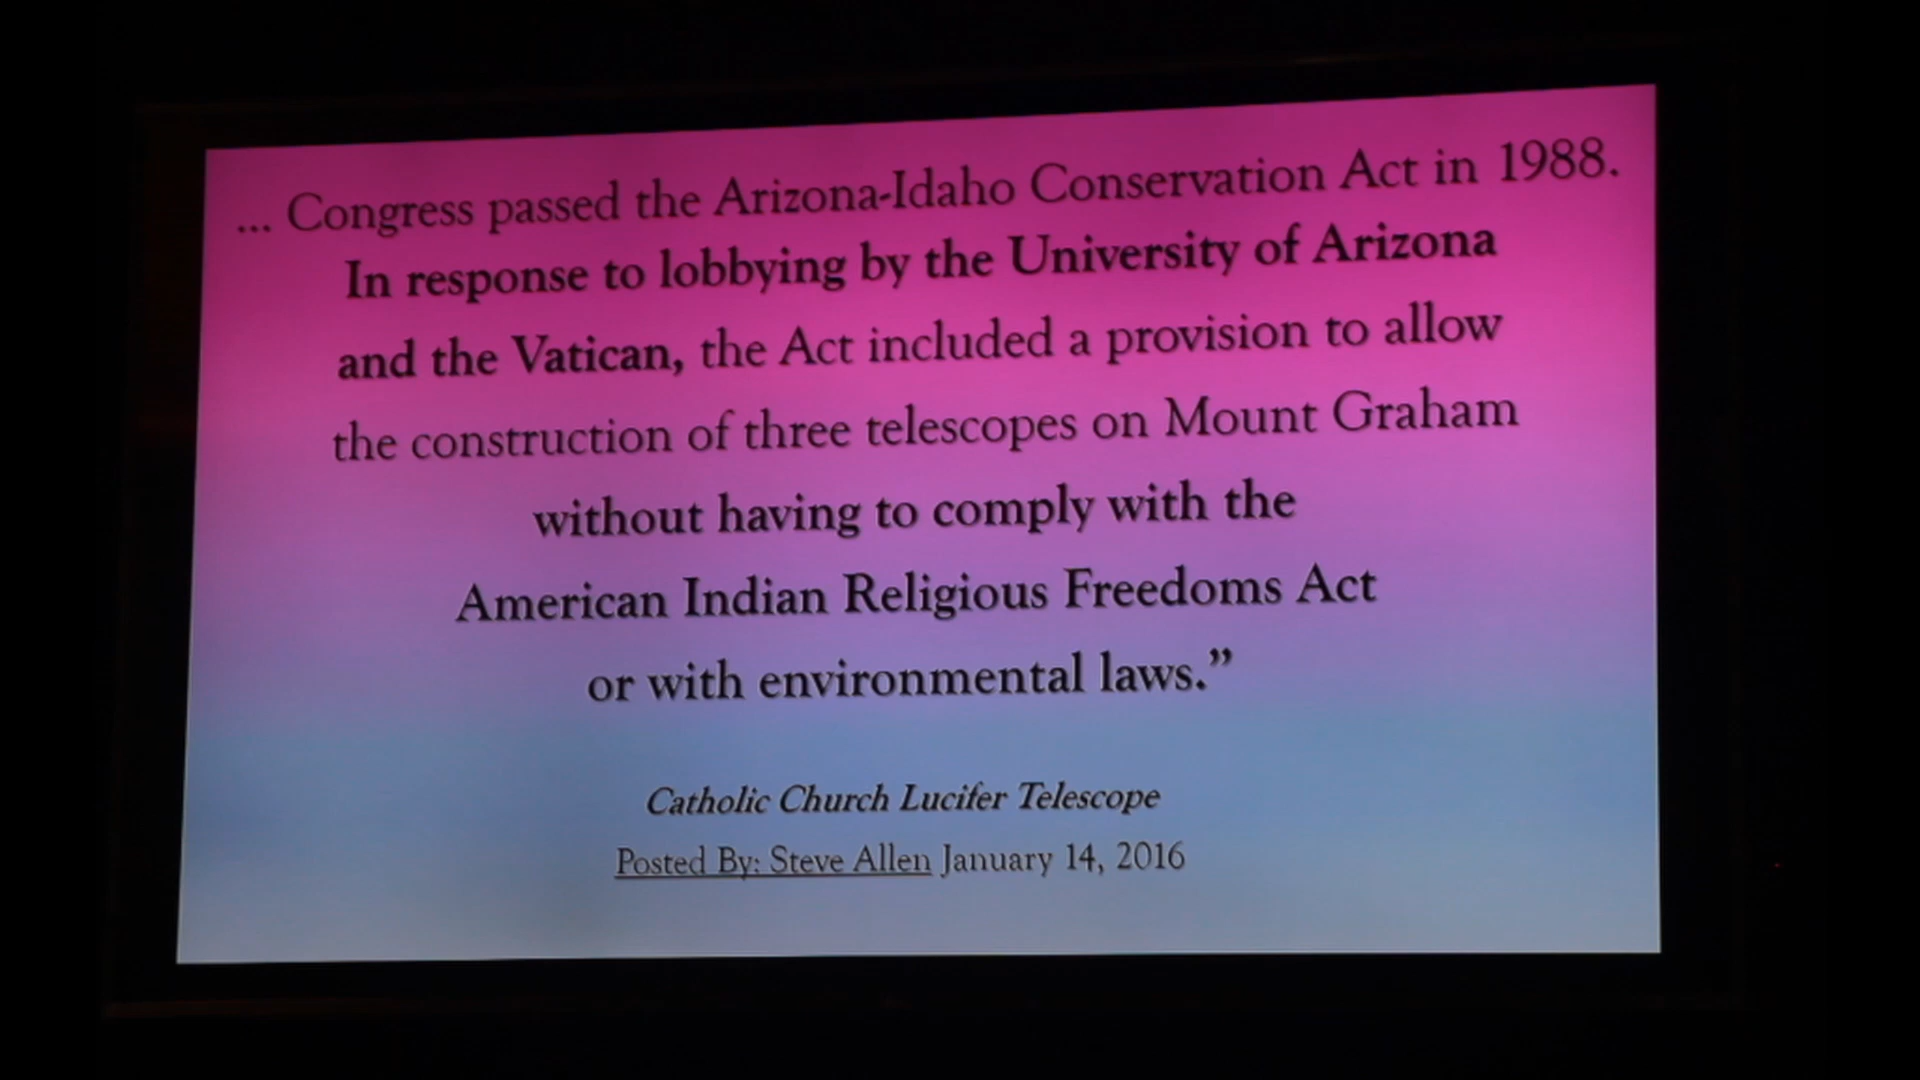 ... Congress passed the Arizona-Idaho Conservation Act in 1988.
In response to lobbying by the University of Arizona
and the Vatican, the Act included a provision to allow
the construction of three telescopes on Mount Graham
without having to comply with the
American Indian Religious Freedoms Act
or with environmental laws.”
Catholic Church Lucifer Telescope
Posted By: Steve Allen January 14, 2016